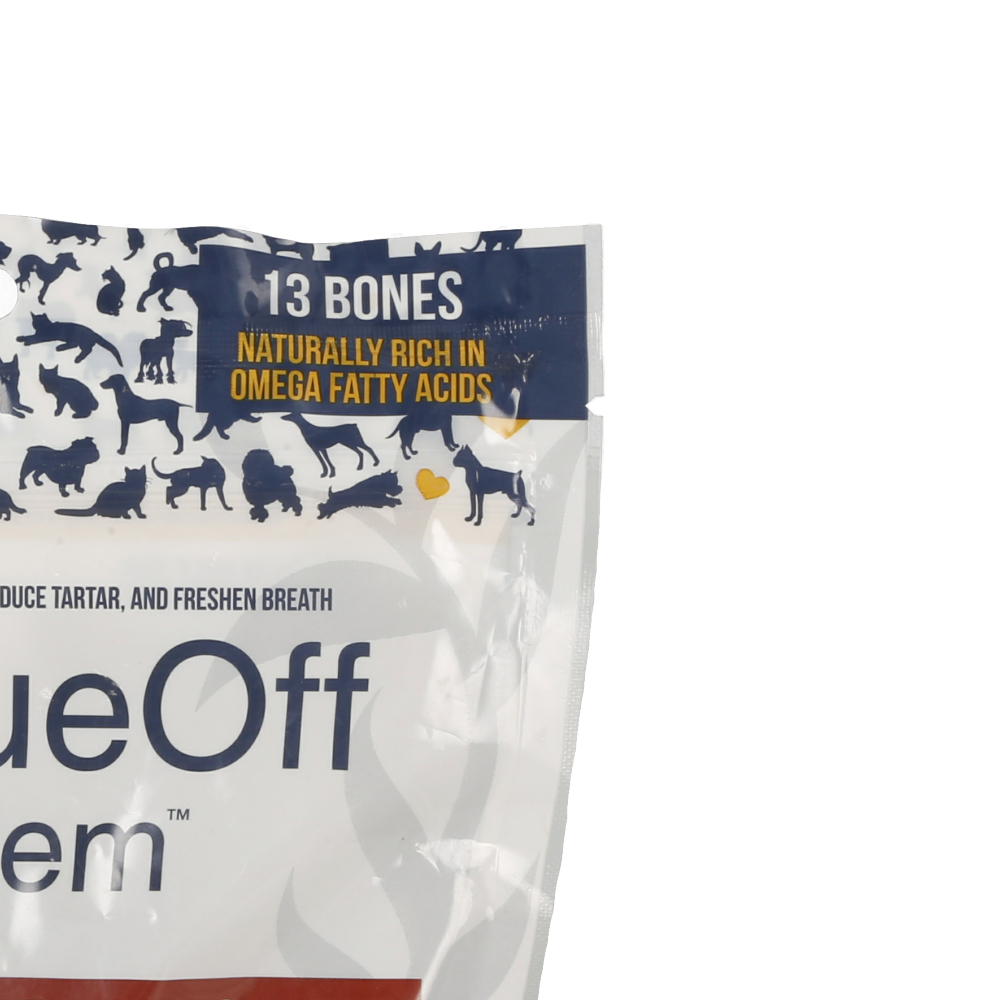 13 BONES
NATURALLY RICH IN
OMEGA FATTY ACIDS
DUCE TARTAR, AND FRESHEN BREATH
ueOff
em™